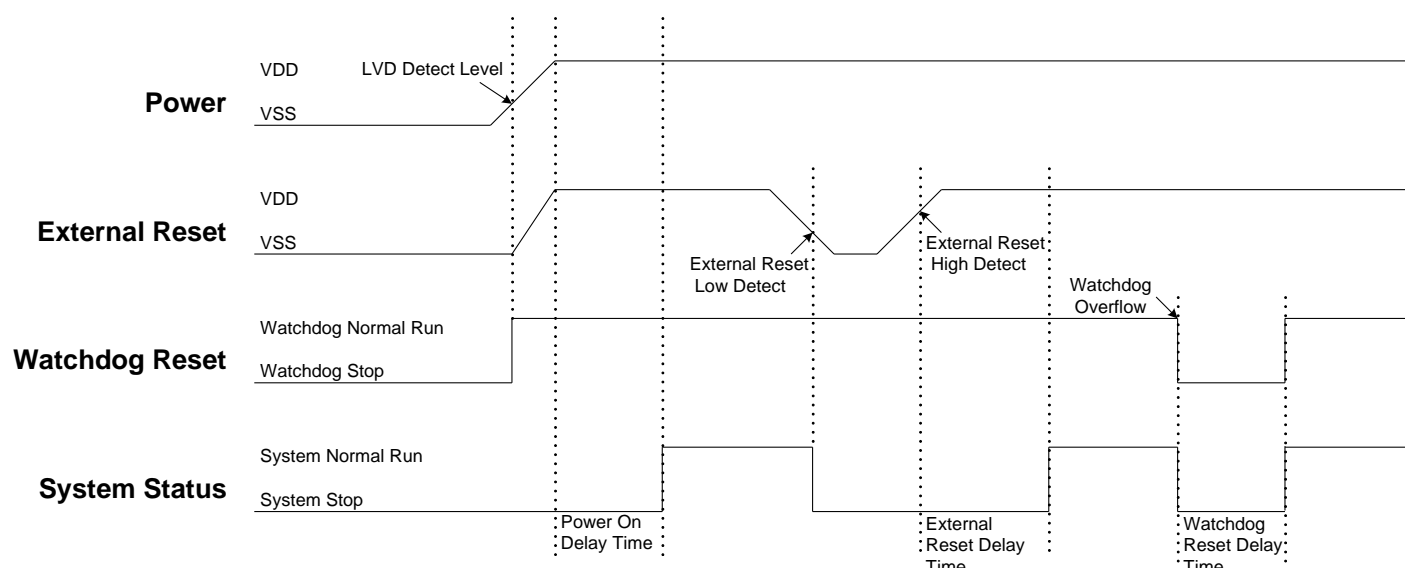 VDD
LVD Detect Level
Power
VSS
VDD
External Reset
VSS
External Reset
Low Detect
External Reset
High Detect
Watchdog
Overflow
Watchdog Normal Run
Watchdog Reset
Watchdog Stop
System Normal Run
System Status
System Stop
Power On
Delay Time
External
Reset Delay
Time
Watchdog
Reset Delay
Time